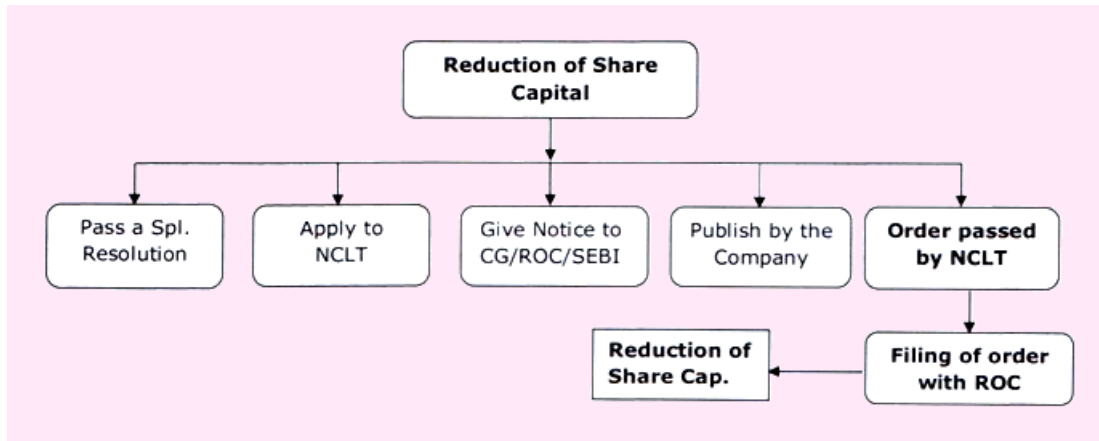 Reduction of Share
Capital
Pass a Spl.
Resolution
Apply to
NCLT
Give Notice to
CG/ROC/SEBI
Publish by the
Company
Order passed
by NCLT
Reduction of
Share Cap.
Filing of order
with ROC